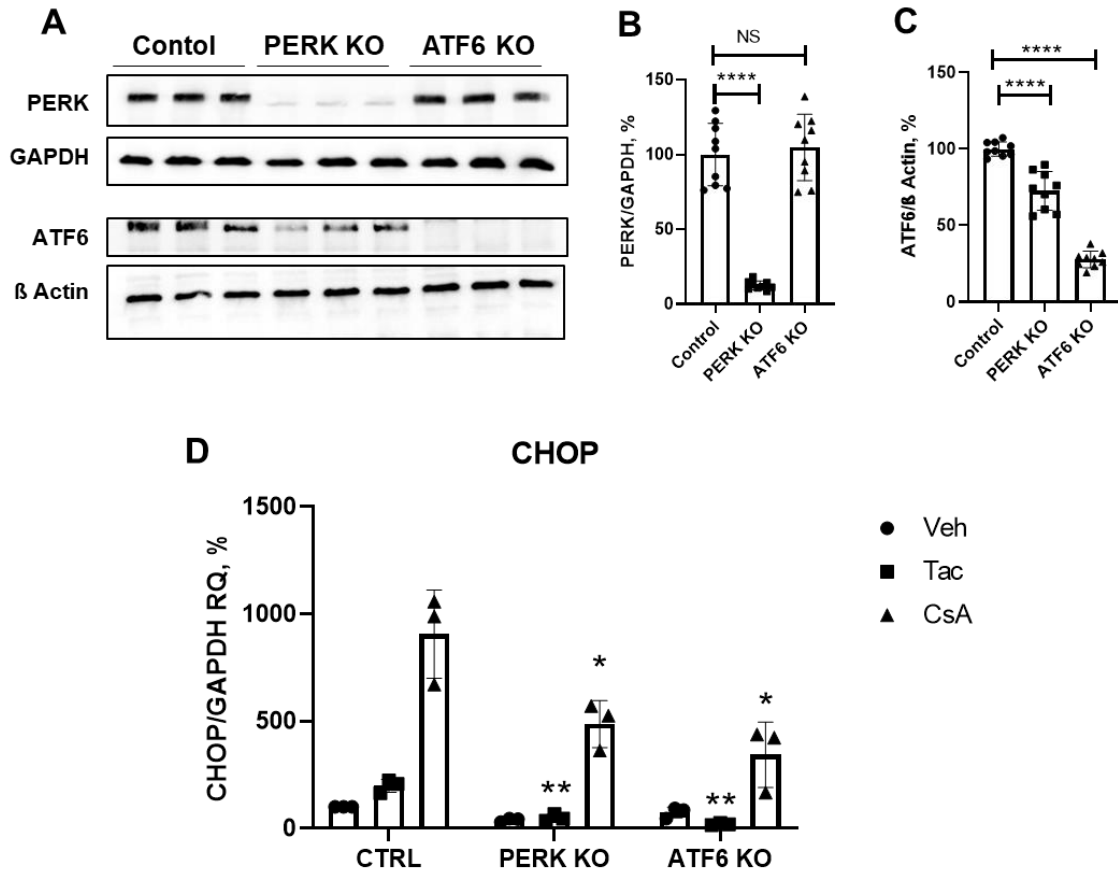 A
Contol PERK KO ATF6 KO
PERK
GAPDH
ATF6
ß Actin
B
NS
****
PERK/GAPDH, %
150
100
50
0
Control
PERK KO
ATF6 KO
C
****
****
ATF6/ß Actin, %
150
100
50
0
Control
PERK KO
ATF6 KO
D
CHOP
CHOP/GAPDH RQ, %
1500
1000
500
0
**
*
**
*
CTRL PERK KO ATF6 KO
Veh
Tac
CsA